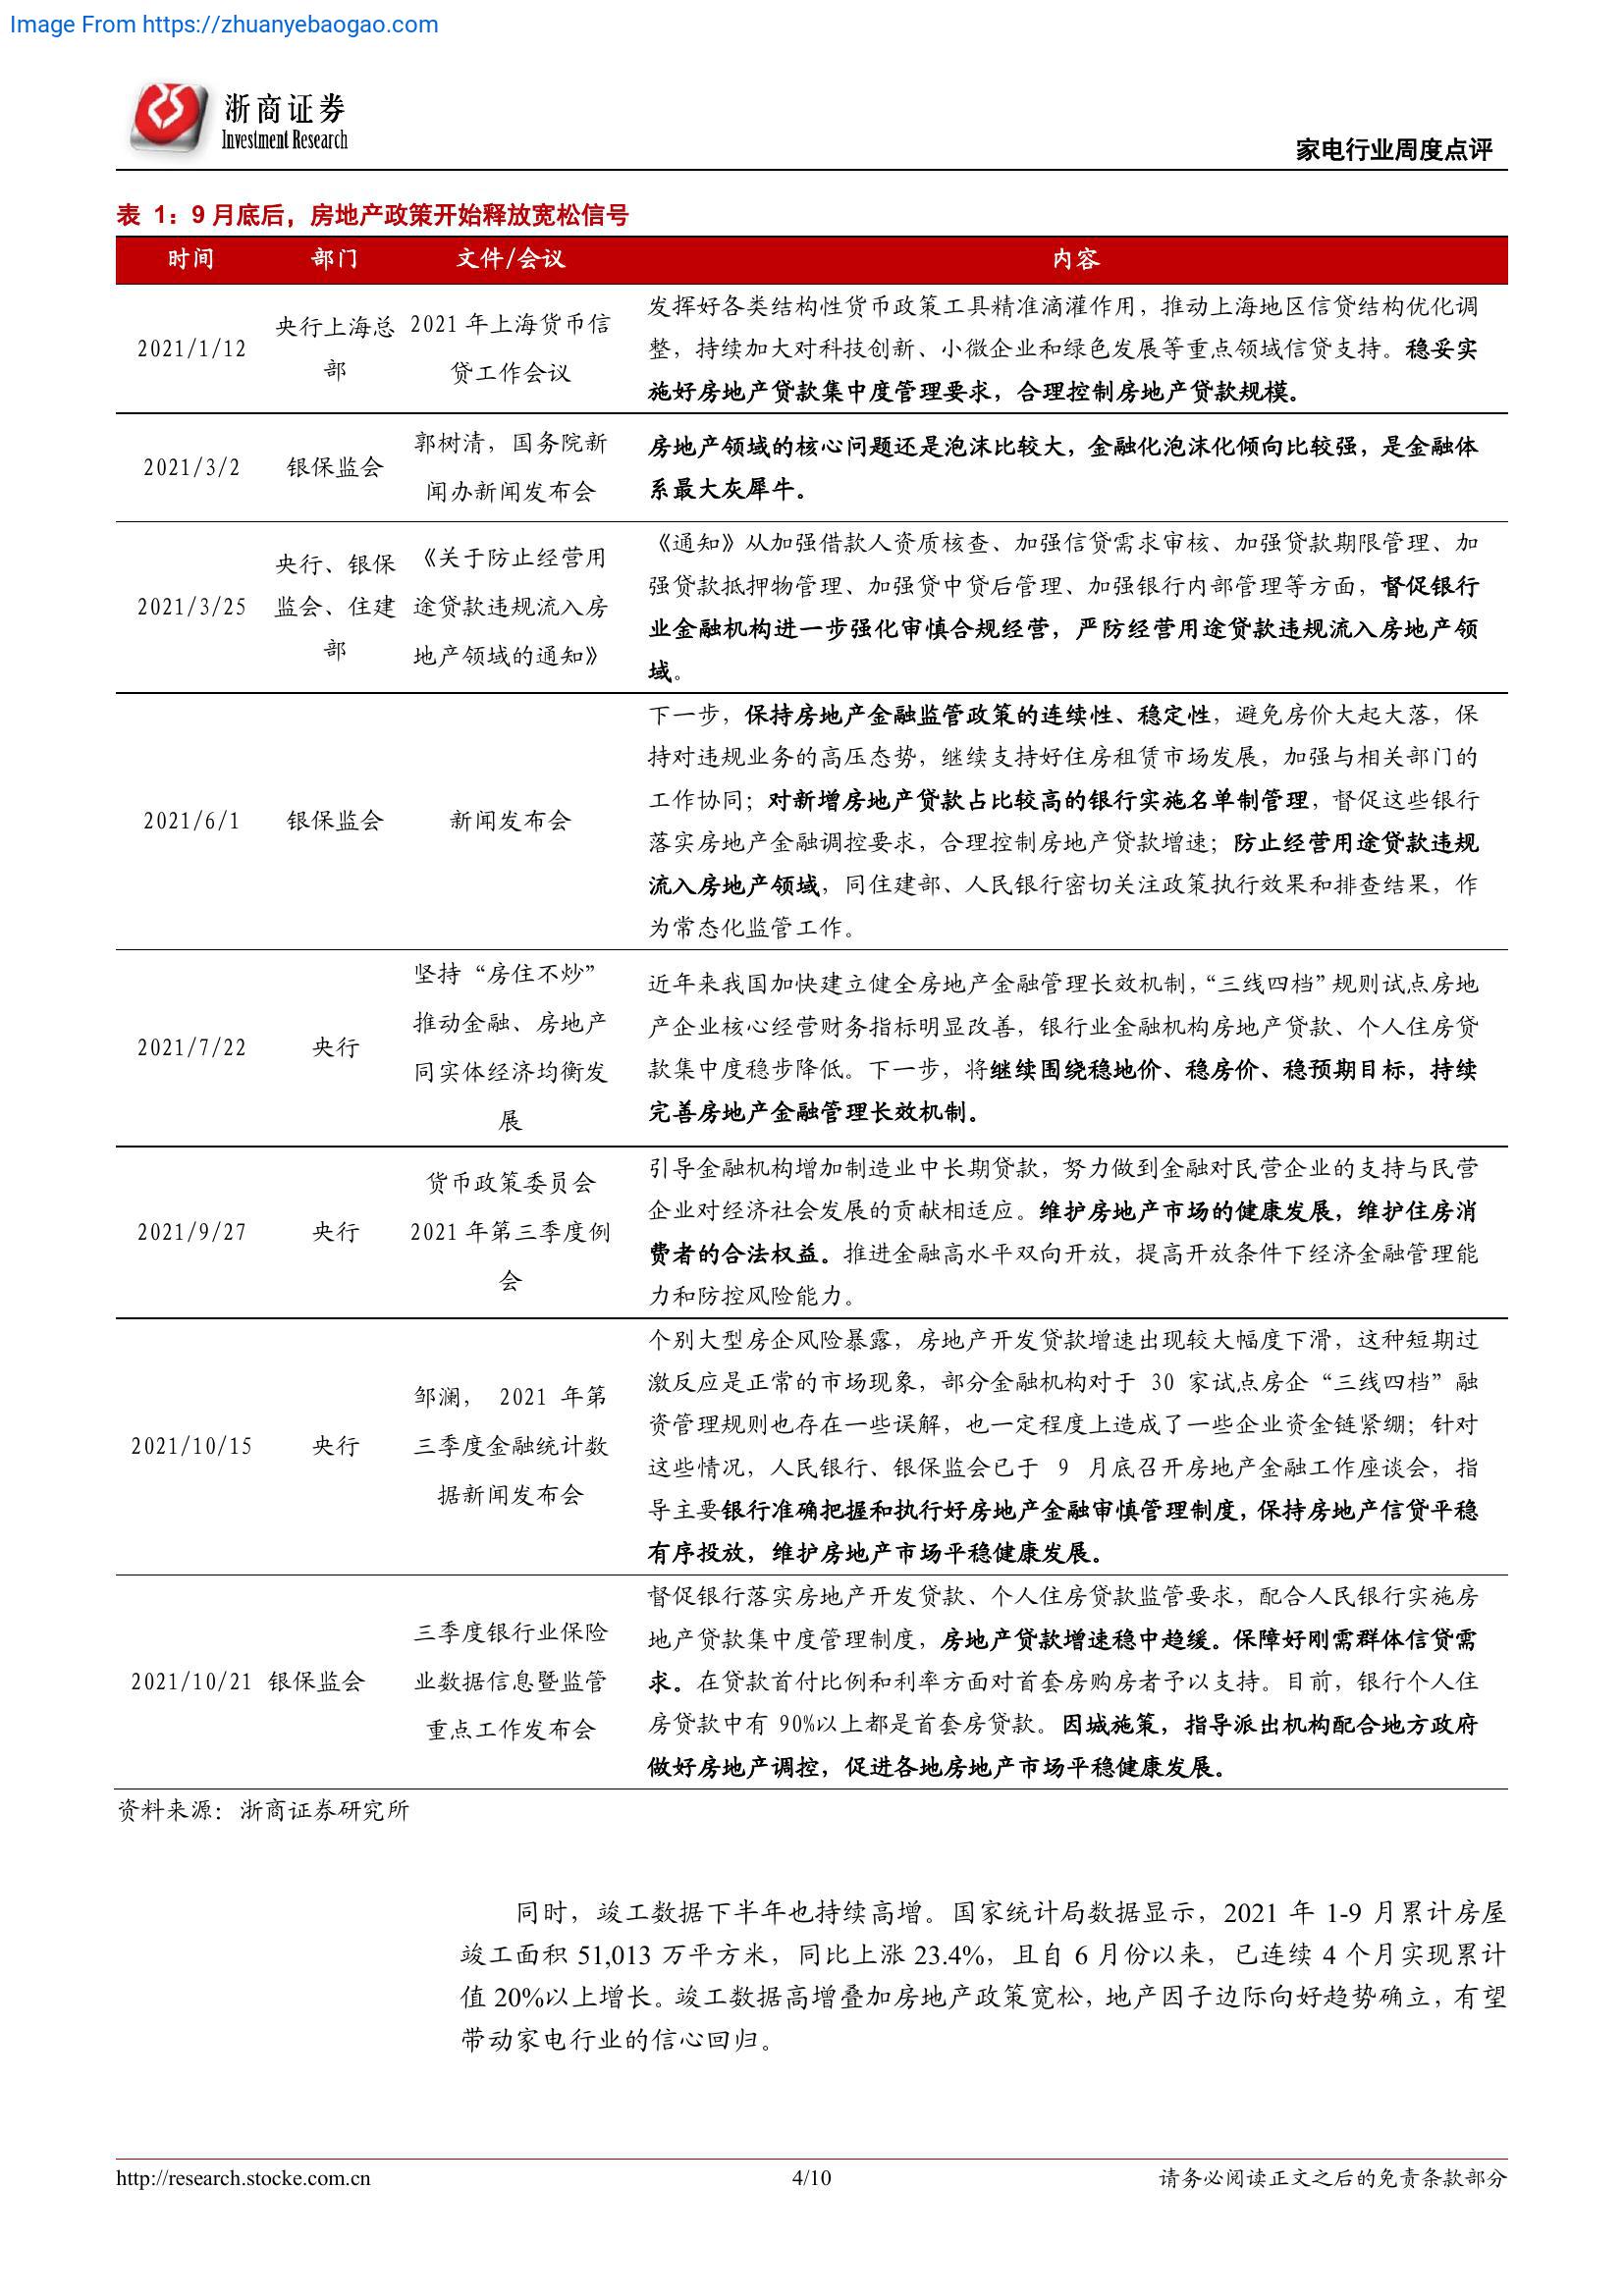 Image From https://zhuanyebaogao.com
浙商证券
Investment Research
家电行业周度点评
表 1：9 月底后，房地产政策开始释放宽松信号
时间 部门 文件/会议 内容
2021/1/12
央行上海总
部
2021 年上海货币信
贷工作会议
发挥好各类结构性货币政策工具精准滴灌作用，推动上海地区信贷结构优化调
整，持续加大对科技创新、小微企业和绿色发展等重点领域信贷支持。稳妥实
施好房地产贷款集中度管理要求，合理控制房地产贷款规模。
2021/3/2
银保监会
郭树清，国务院新
闻办新闻发布会
房地产领域的核心问题还是泡沫比较大，金融化泡沫化倾向比较强，是金融体
系最大灰犀牛。
2021/3/25
央行、银保
监会、住建
部
《关于防止经营用
途贷款违规流入房
地产领域的通知》
《通知》从加强借款人资质核查、加强信贷需求审核、加强贷款期限管理、加
强贷款抵押物管理、加强贷中贷后管理、加强银行内部管理等方面，督促银行
业金融机构进一步强化审慎合规经营，严防经营用途贷款违规流入房地产领
域。
2021/6/1
银保监会
新闻发布会
下一步，保持房地产金融监管政策的连续性、稳定性，避免房价大起大落，保
持对违规业务的高压态势，继续支持好住房租赁市场发展，加强与相关部门的
工作协同；对新增房地产贷款占比较高的银行实施名单制管理，督促这些银行
落实房地产金融调控要求，合理控制房地产贷款增速；防止经营用途贷款违规
流入房地产领域，同住建部、人民银行密切关注政策执行效果和排查结果，作
为常态化监管工作。
2021/7/22
央行
坚持“房住不炒”
推动金融、房地产
同实体经济均衡发
展
近年来我国加快建立健全房地产金融管理长效机制，“三线四档”规则试点房地
产企业核心经营财务指标明显改善，银行业金融机构房地产贷款、个人住房贷
款集中度稳步降低。下一步，将继续围绕稳地价、稳房价、稳预期目标，持续
完善房地产金融管理长效机制。
2021/9/27
央行
货币政策委员会
2021 年第三季度例
会
引导金融机构增加制造业中长期贷款，努力做到金融对民营企业的支持与民营
企业对经济社会发展的贡献相适应。维护房地产市场的健康发展，维护住房消
费者的合法权益。推进金融高水平双向开放，提高开放条件下经济金融管理能
力和防控风险能力。
2021/10/15
央行
邹澜， 2021 年第
三季度金融统计数
据新闻发布会
个别大型房企风险暴露，房地产开发贷款增速出现较大幅度下滑，这种短期过
激反应是正常的市场现象，部分金融机构对于 30 家试点房企“三线四档”融
资管理规则也存在一些误解，也一定程度上造成了一些企业资金链紧绷；针对
这些情况，人民银行、银保监会已于 9 月底召开房地产金融工作座谈会，指
导主要银行准确把握和执行好房地产金融审慎管理制度，保持房地产信贷平稳
有序投放，维护房地产市场平稳健康发展。
2021/10/21
银保监会
三季度银行业保险
业数据信息暨监管
重点工作发布会
督促银行落实房地产开发贷款、个人住房贷款监管要求，配合人民银行实施房
地产贷款集中度管理制度，房地产贷款增速稳中趋缓。保障好刚需群体信贷需
求。在贷款首付比例和利率方面对首套房购房者予以支持。目前，银行个人住
房贷款中有 90%以上都是首套房贷款。因城施策，指导派出机构配合地方政府
做好房地产调控，促进各地房地产市场平稳健康发展。
资料来源：浙商证券研究所
同时，竣工数据下半年也持续高增。国家统计局数据显示，2021 年 1-9 月累计房屋
竣工面积 51,013 万平方米，同比上涨 23.4%，且自 6 月份以来，已连续 4 个月实现累计
值 20%以上增长。竣工数据高增叠加房地产政策宽松，地产因子边际向好趋势确立，有望
带动家电行业的信心回归。
http://research.stocke.com.cn
4/10
请务必阅读正文之后的免责条款部分